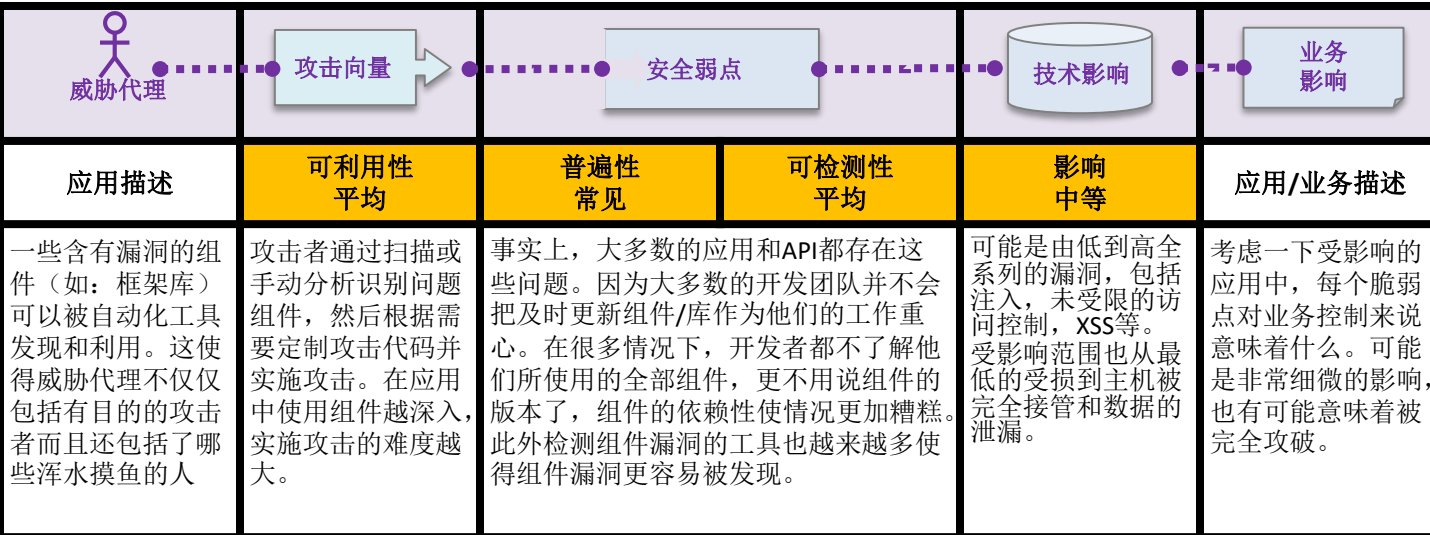 威胁代理
攻击向量
安全弱点
技术影响
业务
影响
应用描述
可利用性
平均
普遍性
常见
可检测性
平均
影响
中等
应用/业务描述
一些含有漏洞的组
件（如：框架库）
可以被自动化工具
发现和利用。这使
得威胁代理不仅仅
包括有目的的攻击
者而且还包括了哪
些浑水摸鱼的人
攻击者通过扫描或
手动分析识别问题
组件，然后根据需
要定制攻击代码并
实施攻击。在应用
中使用组件越深入，
实施攻击的难度越
大。
事实上，大多数的应用和API都存在这
些问题。因为大多数的开发团队并不会
把及时更新组件/库作为他们的工作重
心。在很多情况下，开发者都不了解他
们所使用的全部组件，更不用说组件的
版本了，组件的依赖性使情况更加糟糕。
此外检测组件漏洞的工具也越来越多使
得组件漏洞更容易被发现。
可能是由低到高全
系列的漏洞，包括
注入，未受限的访
问控制，XSS等。
受影响范围也从最
低的受损到主机被
完全接管和数据的
泄漏。
考虑一下受影响的
应用中，每个脆弱
点对业务控制来说
意味着什么。可能
是非常细微的影响，
也有可能意味着被
完全攻破。